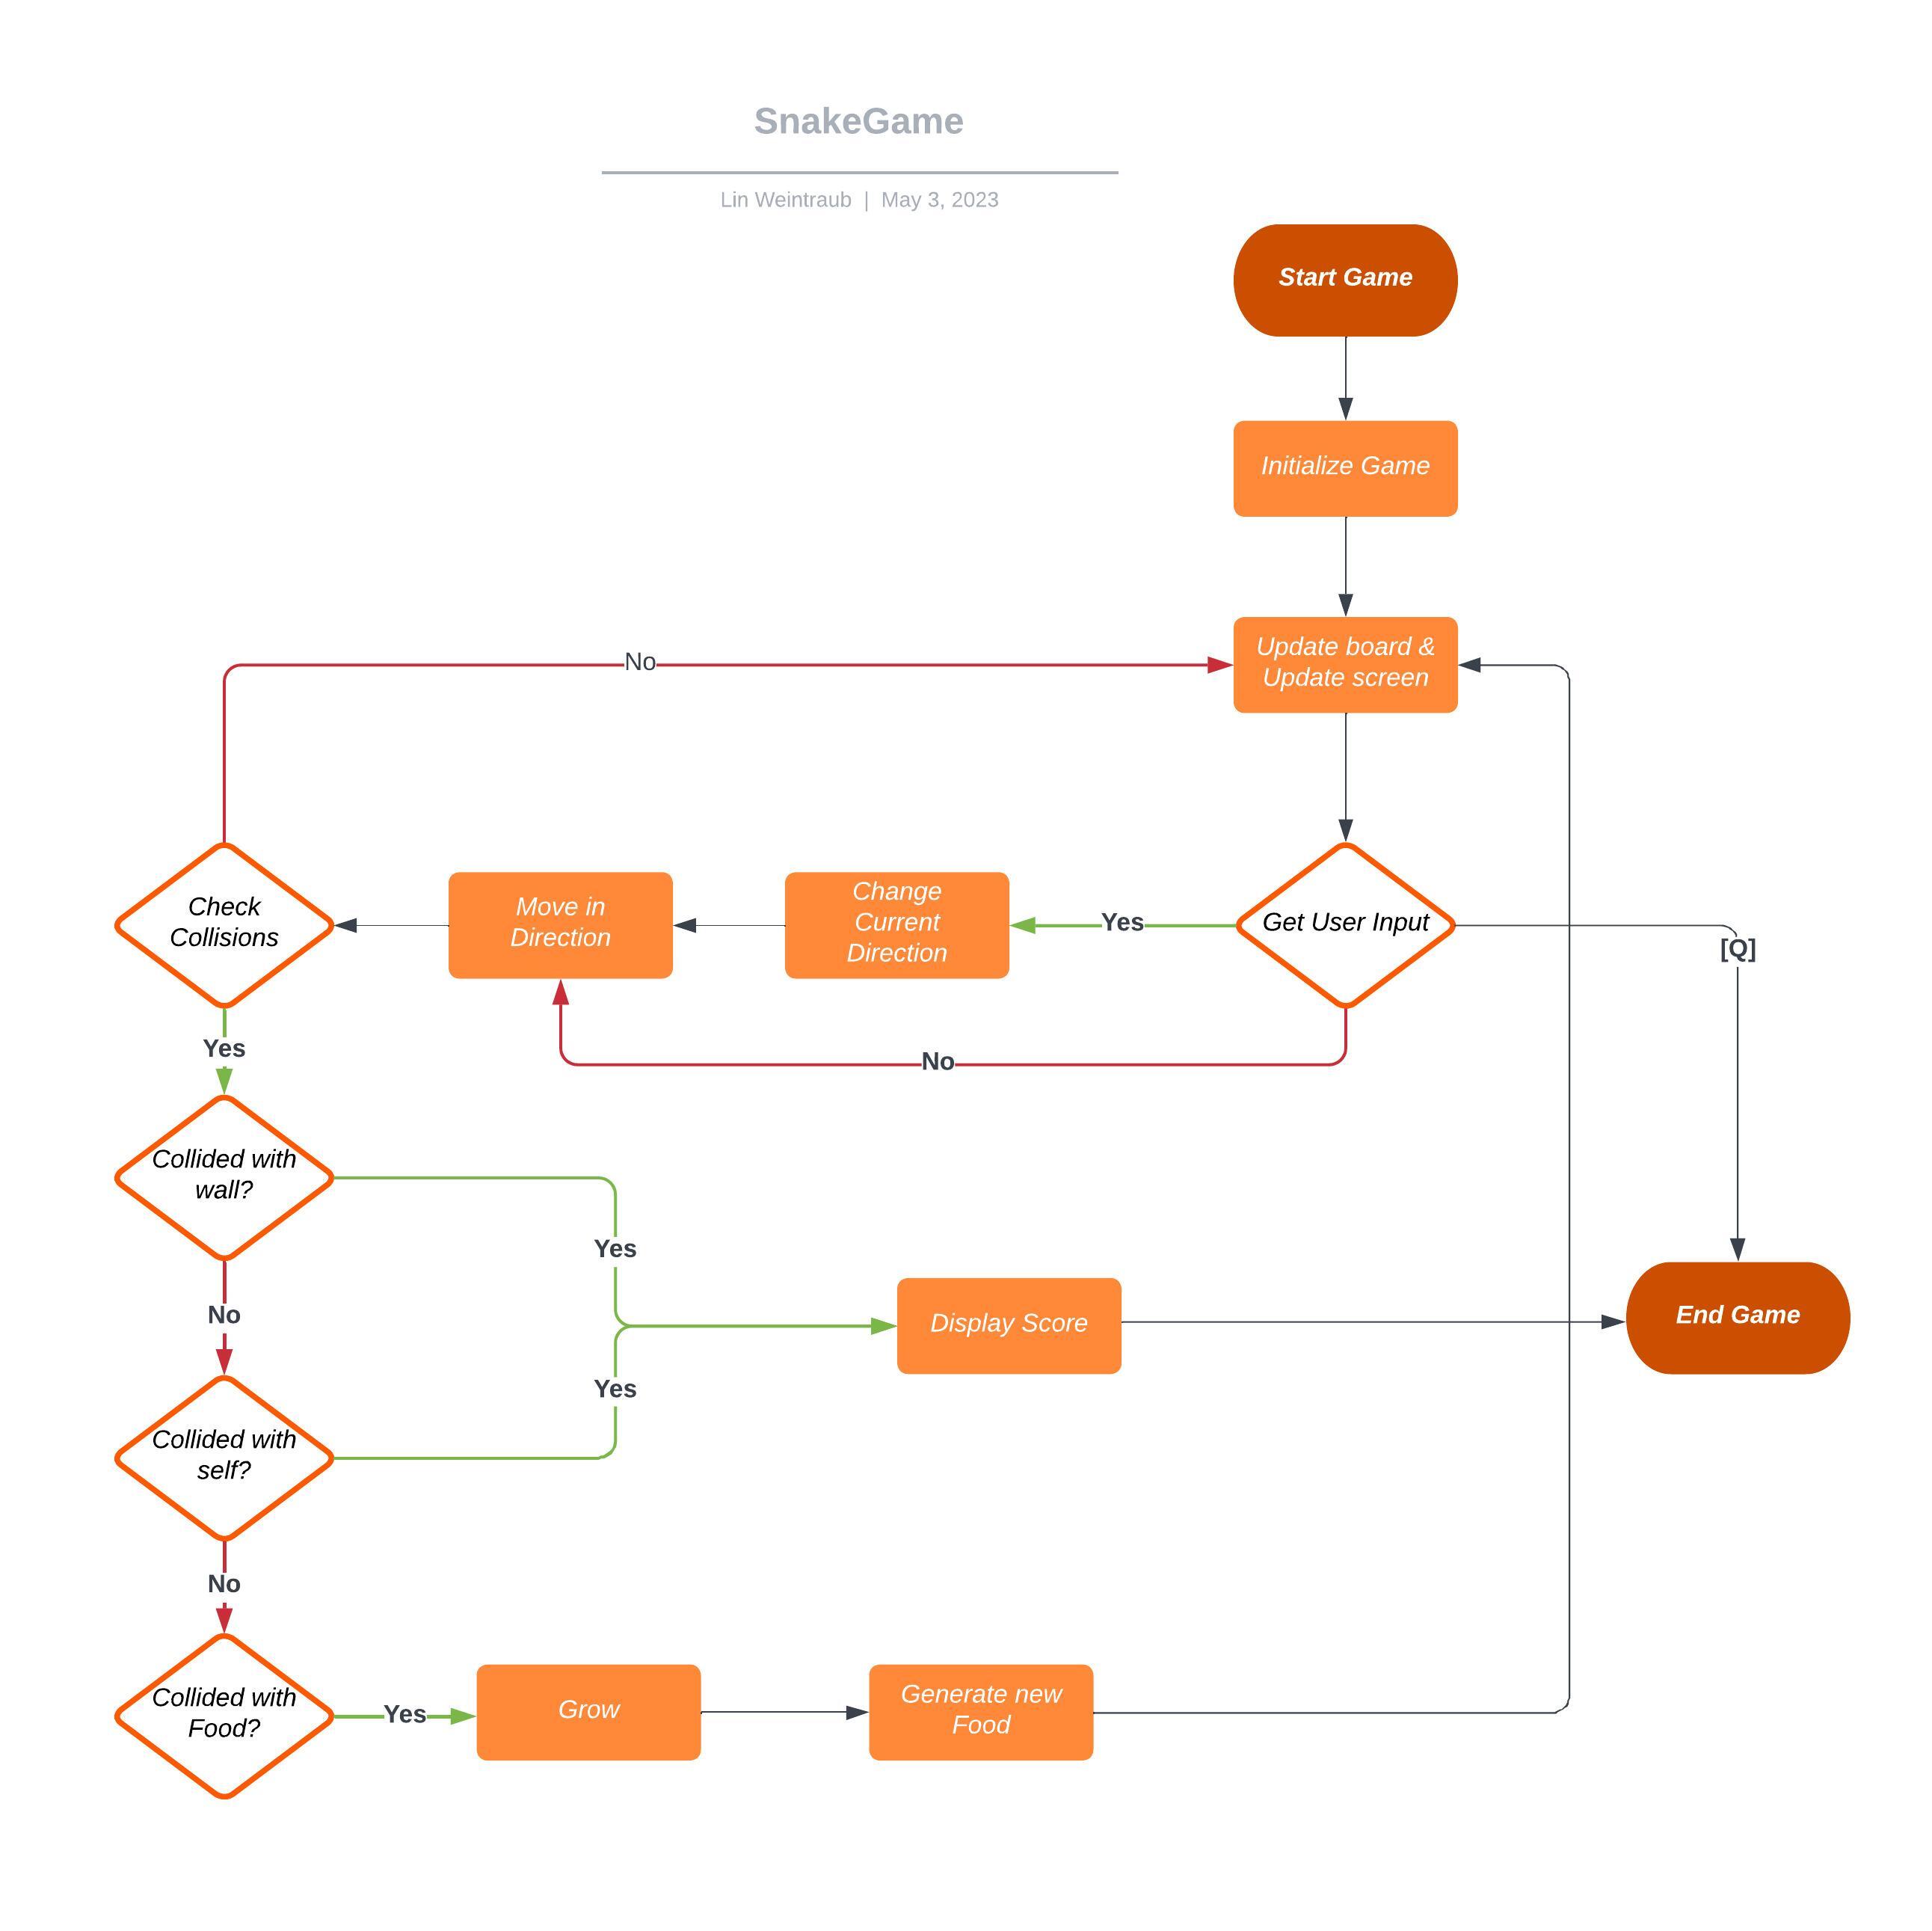 SnakeGame
Lin Weintraub | May 3, 2023
Start Game
Initialize Game
Update board &
Update screen
No
Check
Collisions
Move in
Direction
Change
Current
Direction
Yes
Get User Input
[Q]
Yes
No
Collided with
wall?
Yes
No
Display Score
End Game
Yes
Collided with
self?
No
Collided with
Food?
Yes
Grow
Generate new
Food